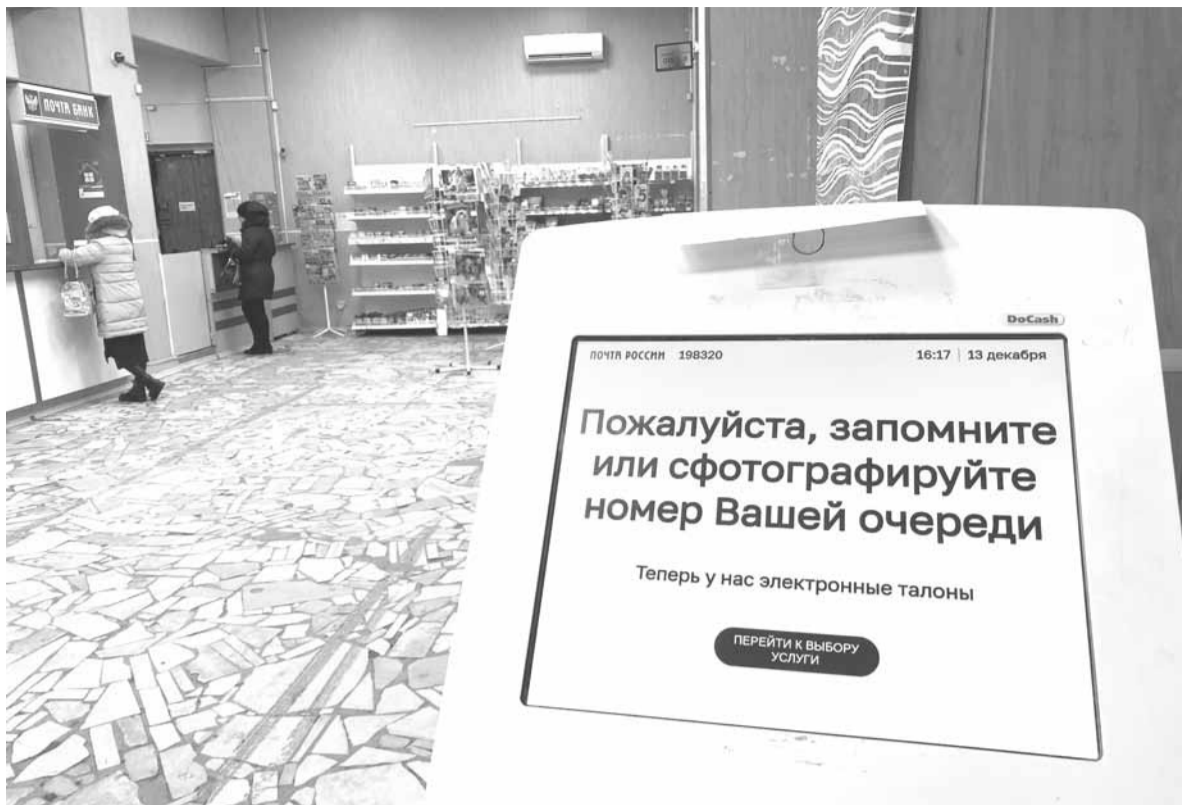 ПОЧТА БАНК
DoCash
ПОЧТА РОССИИ 198320
16:17 | 13 декабря
Пожалуйста, запомните
или сфотографируйте
номер Вашей очереди
Теперь у нас электронные талоны
ПЕРЕЙТИ К ВЫБОРУ
УСЛУГИ